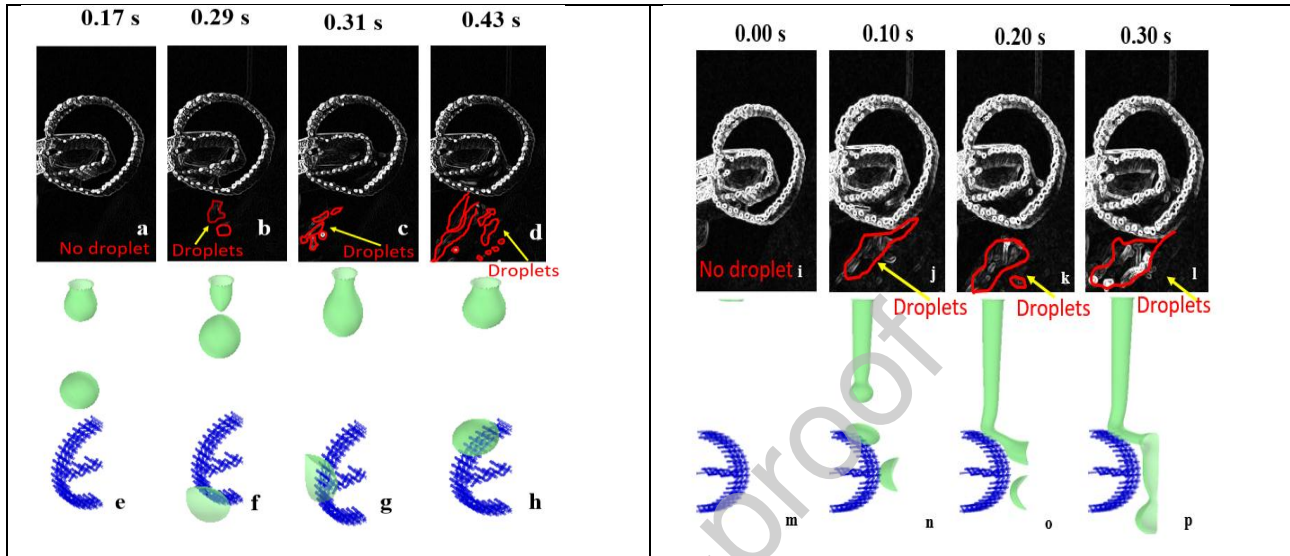 0.17 s 0.29 s 0.31 s 0.43 s
a b c d
No droplet Droplets Droplets Droplets
e f g h
0.00 s 0.10 s 0.20 s 0.30 s
No droplet i j k l
Droplets Droplets Droplets
m n o p
proof